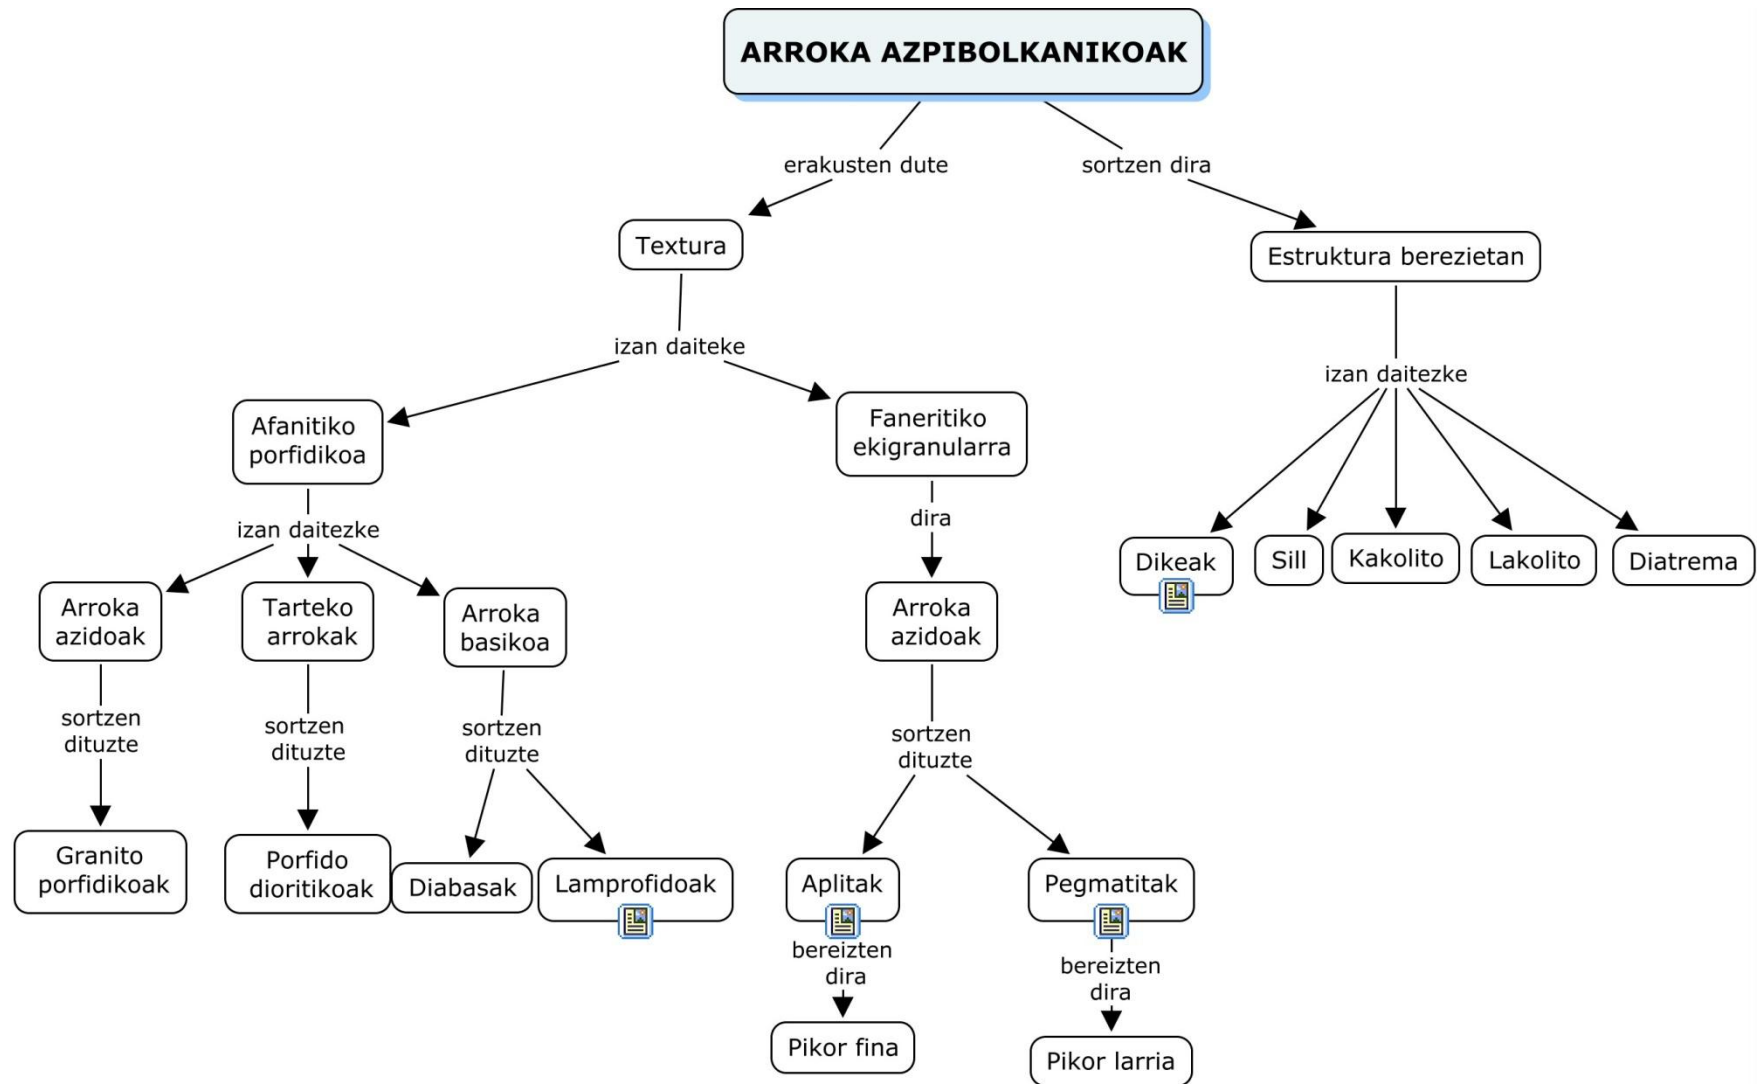 ARROKA AZPIBOLKANIKOAK
erakusten dute
sortzen dira
Textura
Estruktura berezietan
izan daiteke
izan daitezke
Afanitiko
porfidikoa
Faneritiko
ekigranularra
izan daitezke
dira
Dikeak
Sill
Kakolito
Lakolito
Diatrema
Arroka
azidoak
Tarteko
arrokak
Arroka
basikoa
Arroka
azidoak
sortzen
dituzte
sortzen
dituzte
sortzen
dituzte
sortzen
dituzte
Granito
porfidikoak
Porfido
dioritikoak
Diabasak
Lamprofidoak
Aplitak
Pegmatitak
bereizten
dira
bereizten
dira
Pikor fina
Pikor larria